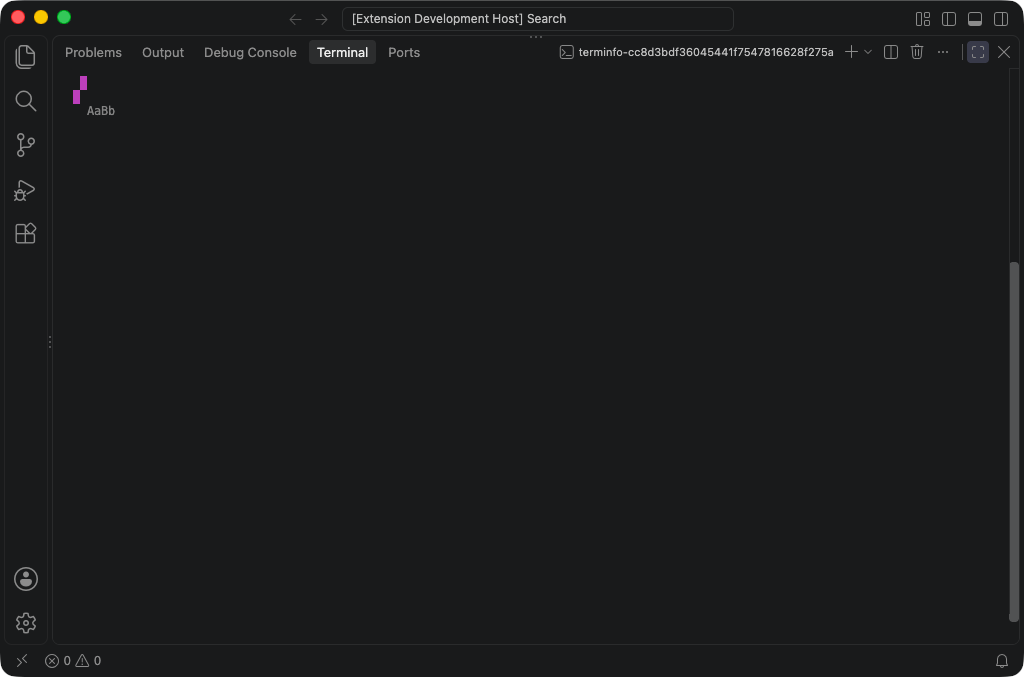 [Extension Development Host] Search
Problems Output Debug Console Terminal Ports
terminfo-cc8d3bdf36045441f7547816628f275a
AaBb
0 0